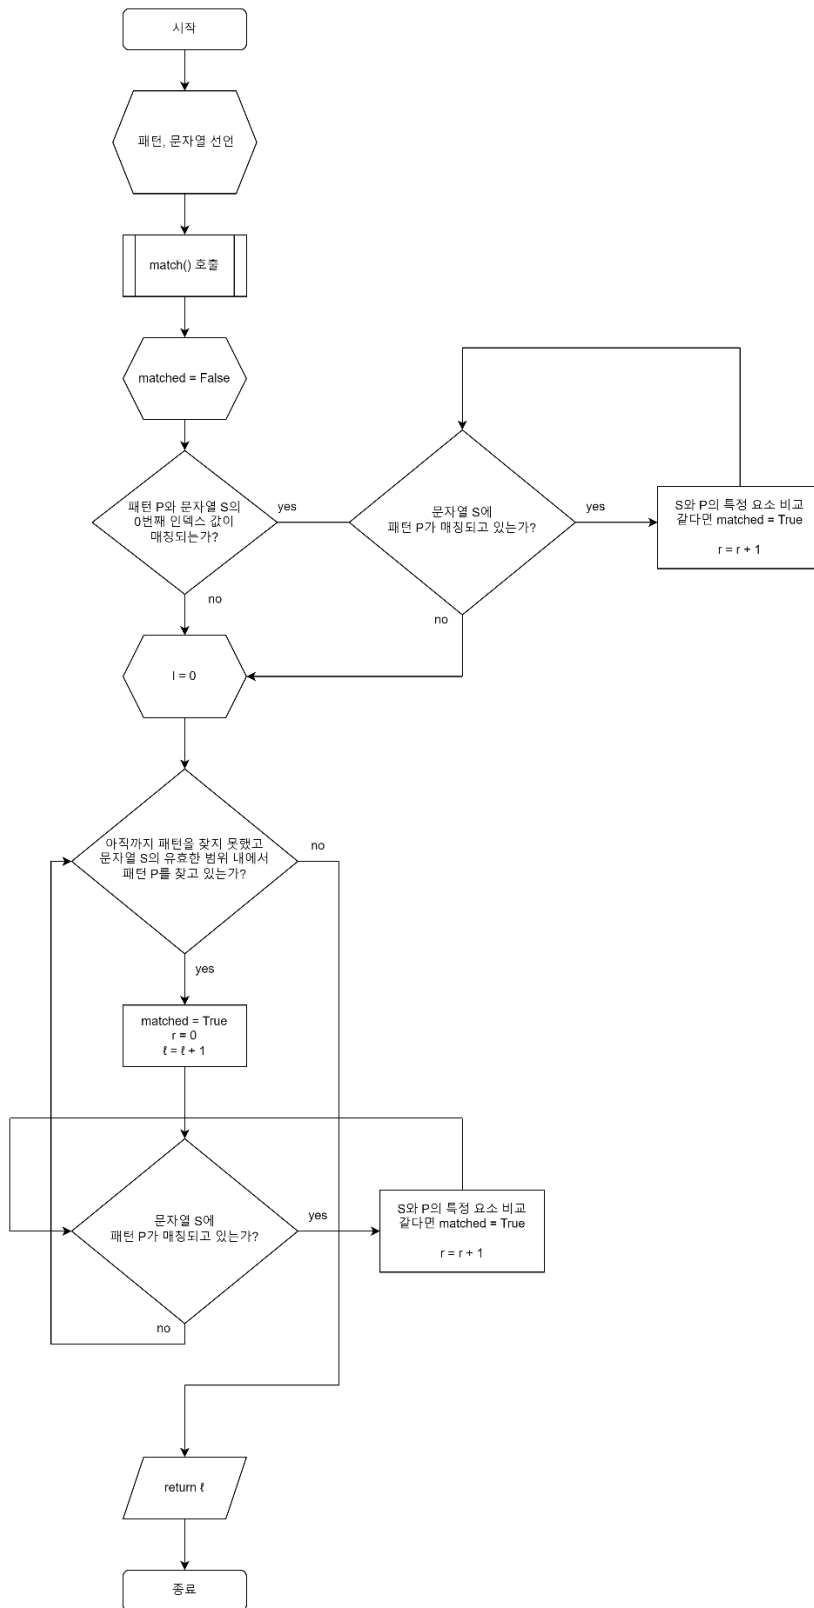 시작
패턴, 문자열 선언
match() 호출
matched = False
패턴 P와 문자열 S의
0번째 인덱스 값이
매칭되는가?
yes
no
문자열 S에
패턴 P가 매칭되고 있는가?
yes
no
S와 P의 특정 요소 비교
같다면 matched = True
r = r + 1
l = 0
아직까지 패턴을 찾지 못했고
문자열 S의 유효한 범위 내에서
패턴 P를 찾고 있는가?
no
yes
matched = True
r = 0
ℓ = ℓ + 1
문자열 S에
패턴 P가 매칭되고 있는가?
yes
no
S와 P의 특정 요소 비교
같다면 matched = True
r = r + 1
return ℓ
종료